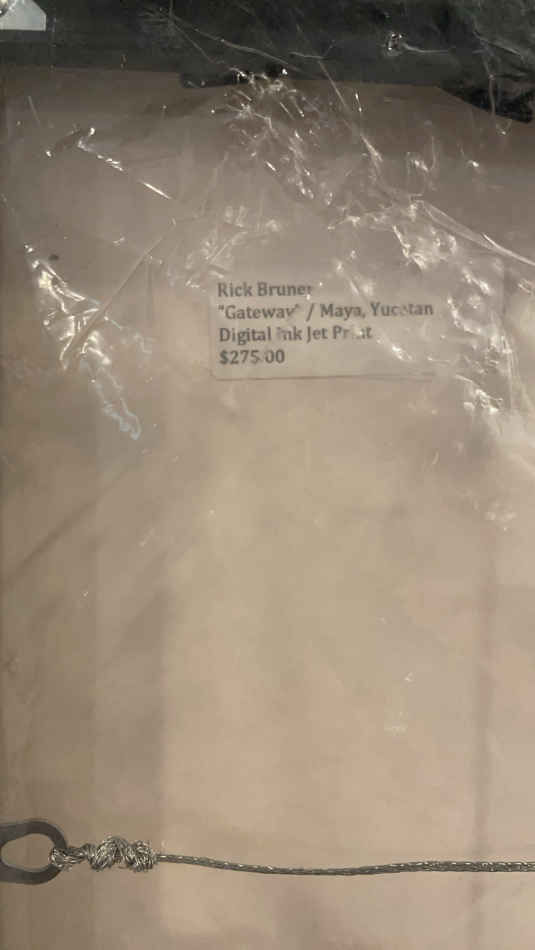 Rick Bruner
"Gateway" / Maya, Yucatan
Digital Ink Jet Print
$275.00